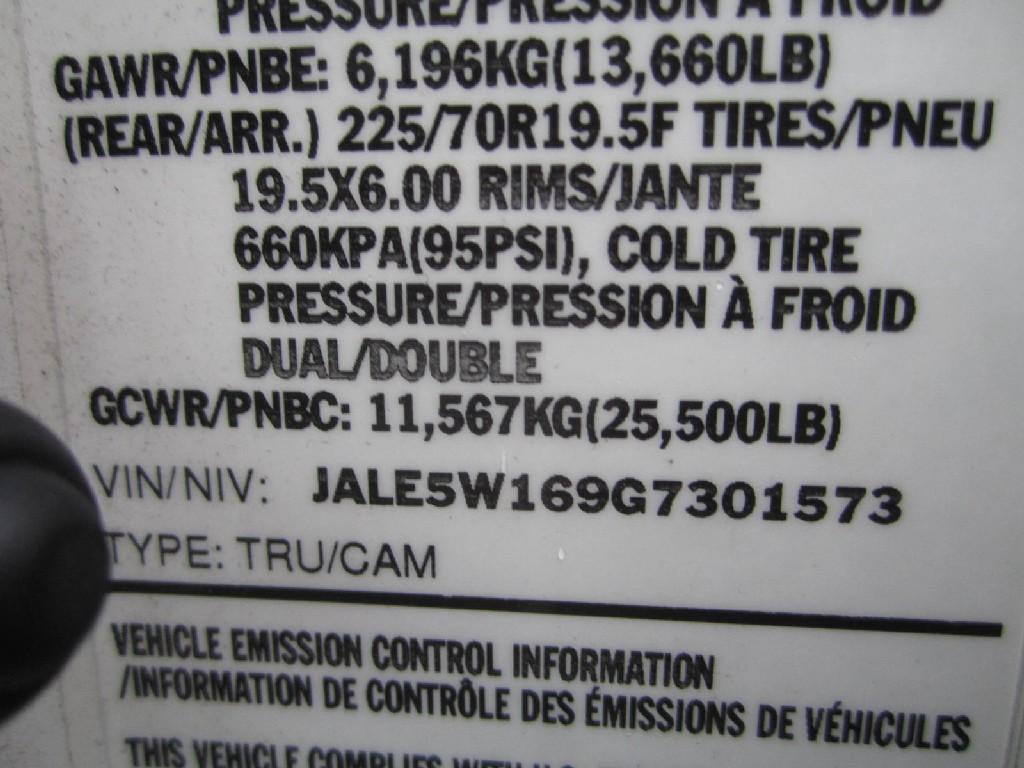 PRESSURE/PRESSION À FROID
GAWR/PNBE: 6,196KG(13,660LB)
(REAR/ARR.) 225/70R19.5F TIRES/PNEU
19.5X6.00 RIMS/JANTE
660KPA(95PSI), COLD TIRE
PRESSURE/PRESSION À FROID
DUAL/DOUBLE
GCWR/PNBC: 11,567KG(25,500LB)
VIN/NIV: JALE5W169G7301573
TYPE: TRU/CAM
VEHICLE EMISSION CONTROL INFORMATION
/INFORMATION DE CONTRÔLE DES ÉMISSIONS DE VÉHICULES
THIS VEHICLE COMPLIES WITH